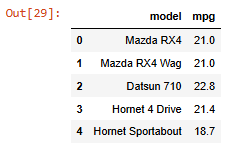 Out[29]:
model mpg
0 Mazda RX4 21.0
1 Mazda RX4 Wag 21.0
2 Datsun 710 22.8
3 Hornet 4 Drive 21.4
4 Hornet Sportabout 18.7